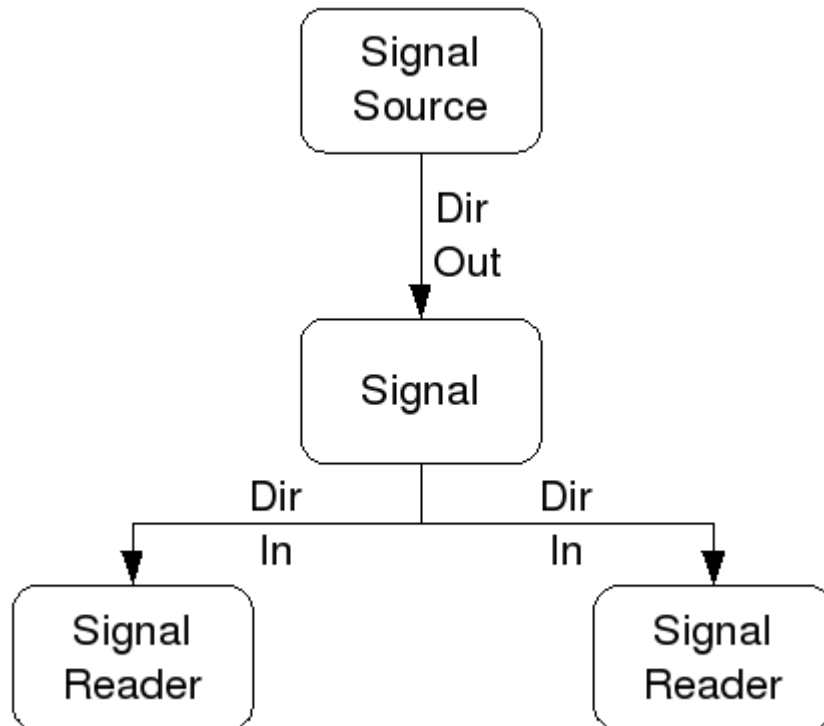 Signal
Source
Dir
Out
Signal
Dir
In
Dir
In
Signal
Reader
Signal
Reader